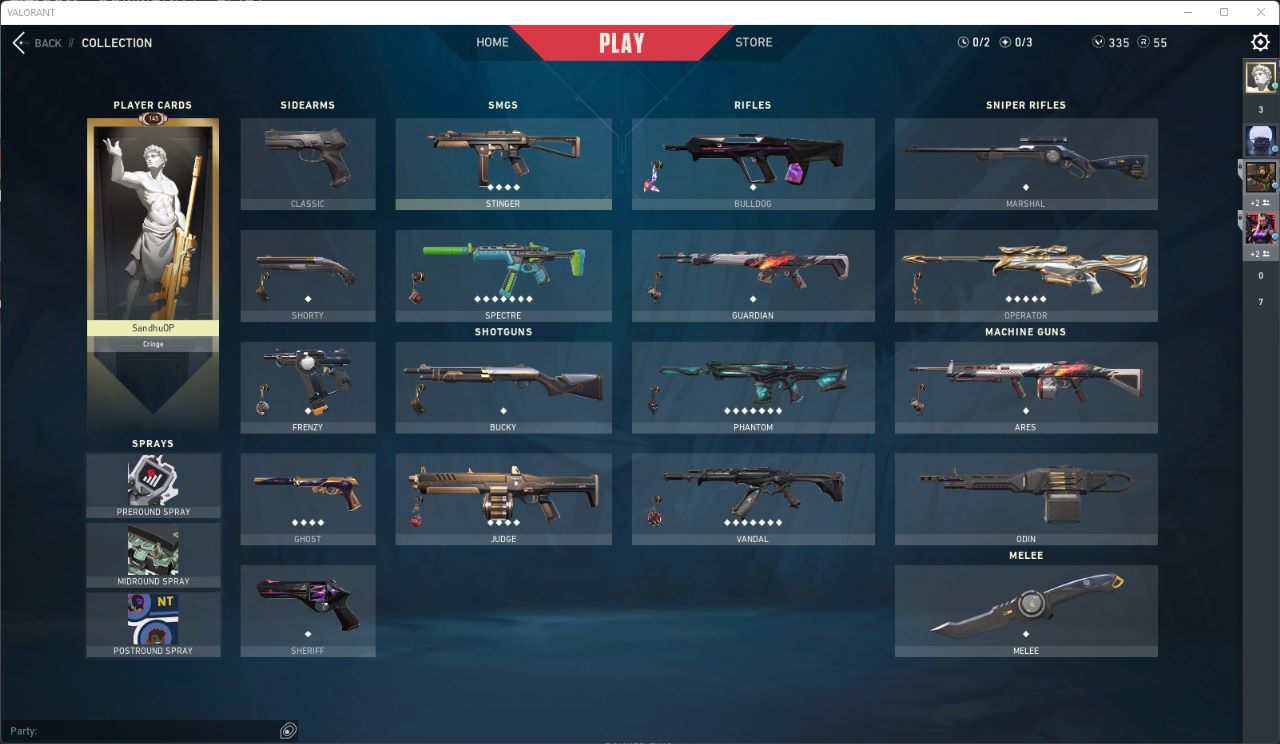 VALORANT
BACK // COLLECTION
HOME
PLAY
STORE
0/2
0/3
335
55
PLAYER CARDS
SIDEARMS
SMGS
RIFLES
SNIPER RIFLES
145
CLASSIC
STINGER
BULLDOG
MARSHAL
3
+2
+2
0
7
SHORTY
SPECTRE
GUARDIAN
OPERATOR
SandhuOP
Cringe
SHOTGUNS
MACHINE GUNS
FRENZY
BUCKY
PHANTOM
ARES
SPRAYS
PREROUND SPRAY
GHOST
JUDGE
VANDAL
ODIN
MELEE
MIDROUND SPRAY
NT
POSTROUND SPRAY
SHERIFF
MELEE
Party: